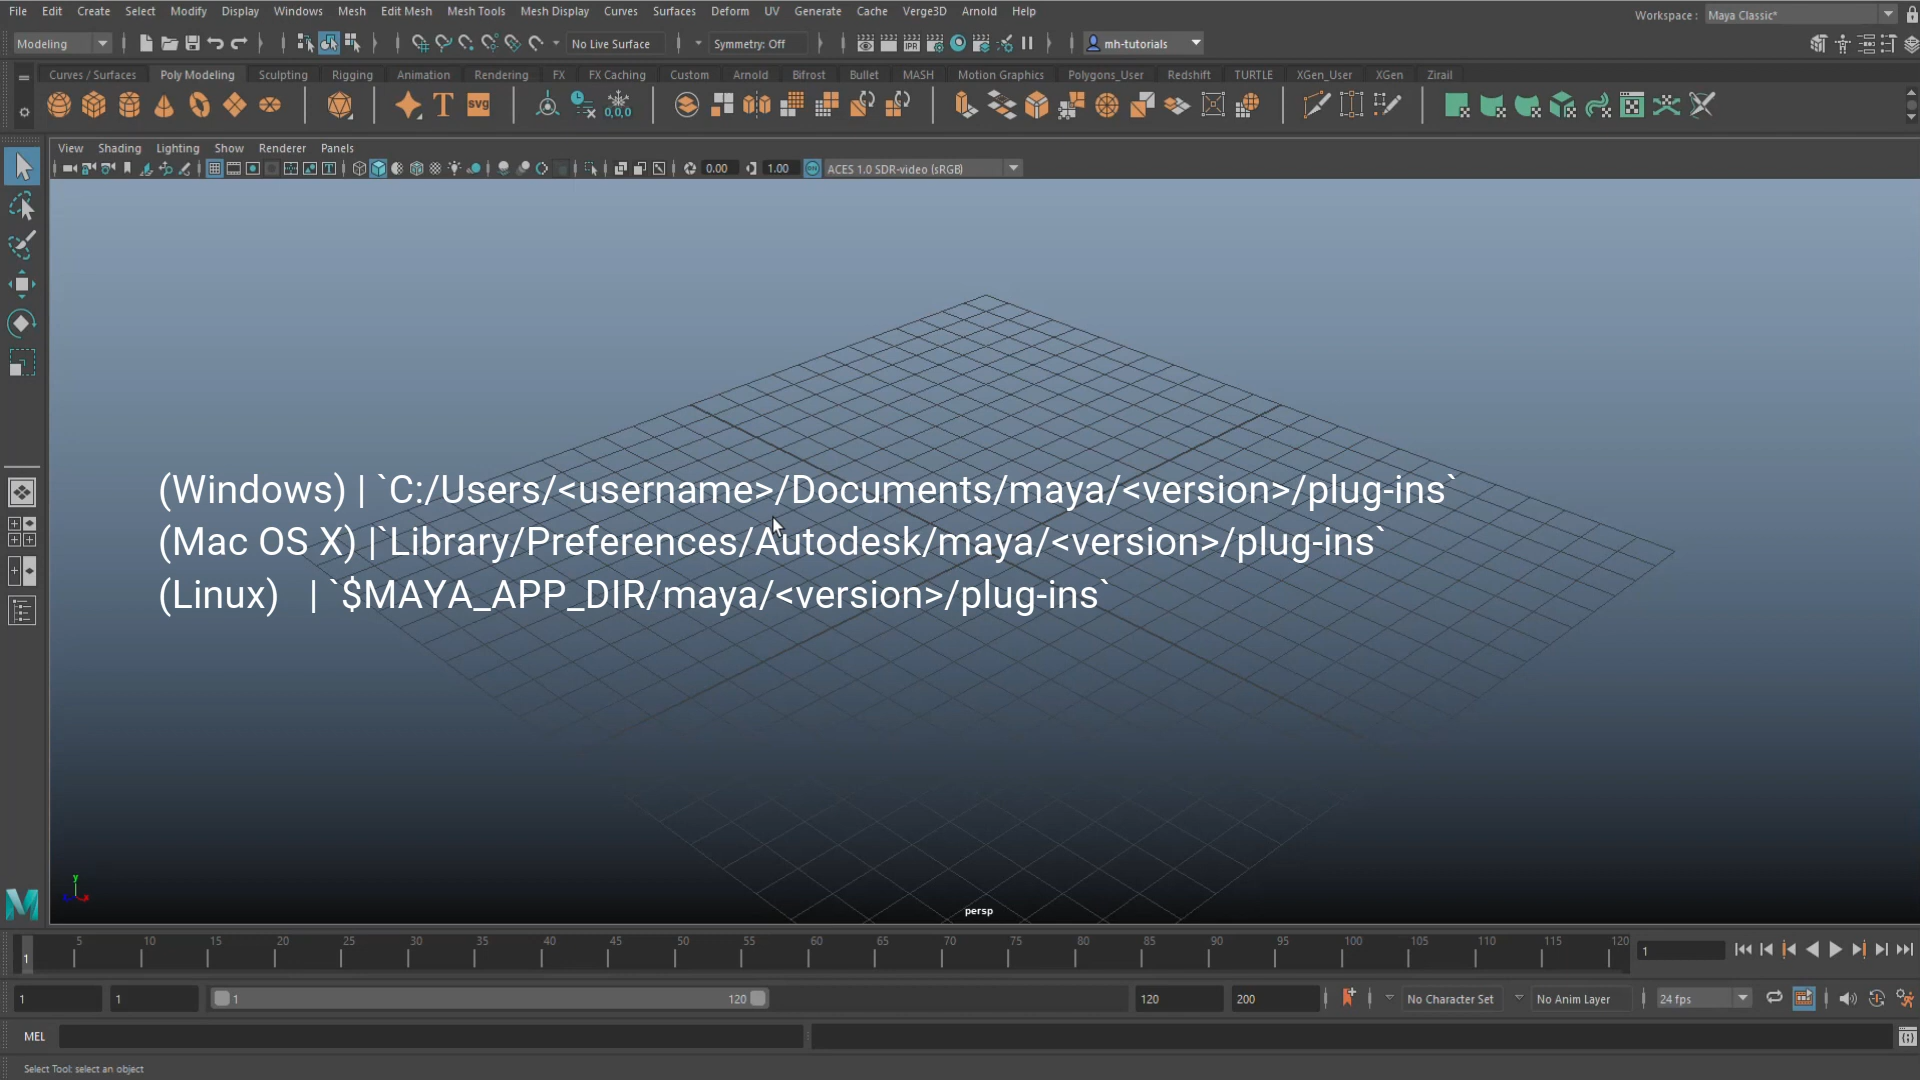 File Edit Create Select Modify Display Windows Mesh Edit Mesh Mesh Tools Mesh Display Curves Surfaces Deform UV Generate Cache Verge3D Arnold Help
Workspace : Maya Classic*
Modeling
No Live Surface
Symmetry: Off
IPR
mh-tutorials
Curves / Surfaces Poly Modeling Sculpting Rigging Animation Rendering FX FX Caching Custom Arnold Bifrost Bullet MASH Motion Graphics Polygons_User Redshift TURTLE XGen_User XGen Zirail
T svg 0,0,0
View Shading Lighting Show Renderer Panels
0.00 1.00 ACES 1.0 SDR-video (sRGB)
(Windows) | `C:/Users/<username>/Documents/maya/<version>/plug-ins`
(Mac OS X) |`Library/Preferences/Autodesk/maya/<version>/plug-ins`
(Linux) | `$MAYA_APP_DIR/maya/<version>/plug-ins`
y
persp
M
5 10 15 20 25 30 35 40 45 50 55 60 65 70 75 80 85 90 95 100 105 110 115 120
1 1
1 1 1 120 120 200 No Character Set No Anim Layer 24 fps
MEL
Select Tool: select an object